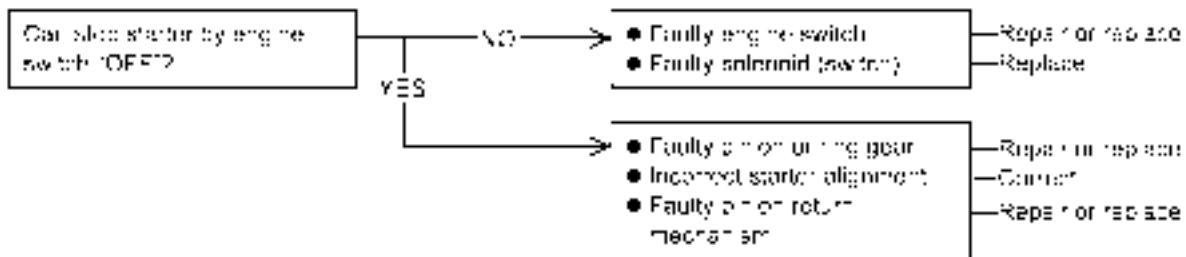 Can stop starter by engine
switch "OFF"?
NO
YES
● Faulty engine switch
● Faulty solenoid (switch)
Repair or replace
Replace
● Faulty pinion or ring gear
● Incorrect starter alignment
● Faulty pinion return
mechanism
Repair or replace
Correct
Repair or replace